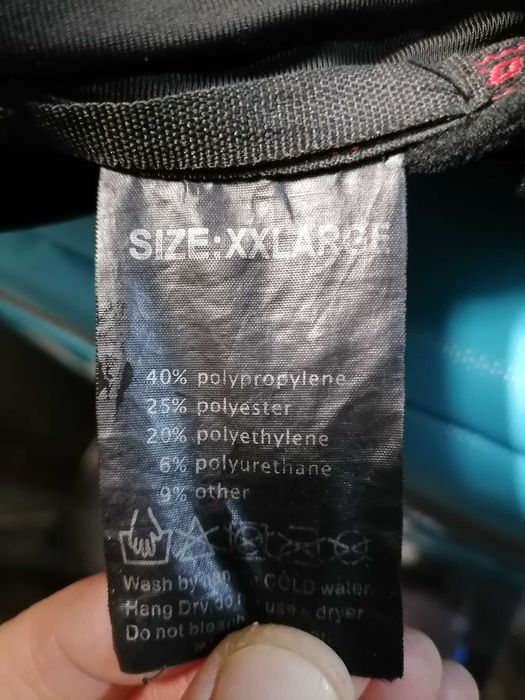 SIZE:XXLARGE
40% polypropylene
25% polyester
20% polyethylene
6% polyurethane
9% other
Wash by COLD water
Hang Dry,do use a dryer.
Do not bleach